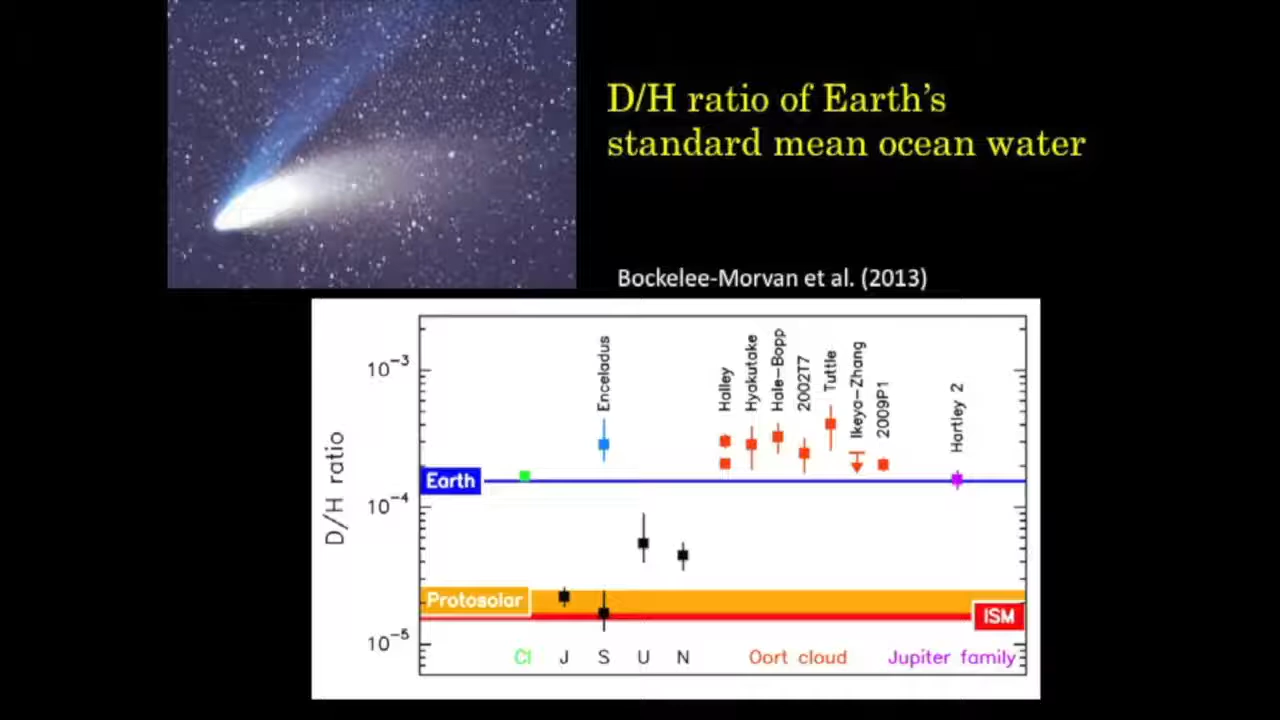 D/H ratio of Earth's
standard mean ocean water
Bockelee-Morvan et al. (2013)
D/H ratio
10−3
10−4
10−5
Enceladus
Halley
Hyakutake
Hale−Bopp
2002T7
Tuttle
Ikeya−Zhang
2009P1
Hartley 2
Earth
Protosolar
ISM
CI
J
S
U
N
Oort cloud
Jupiter family